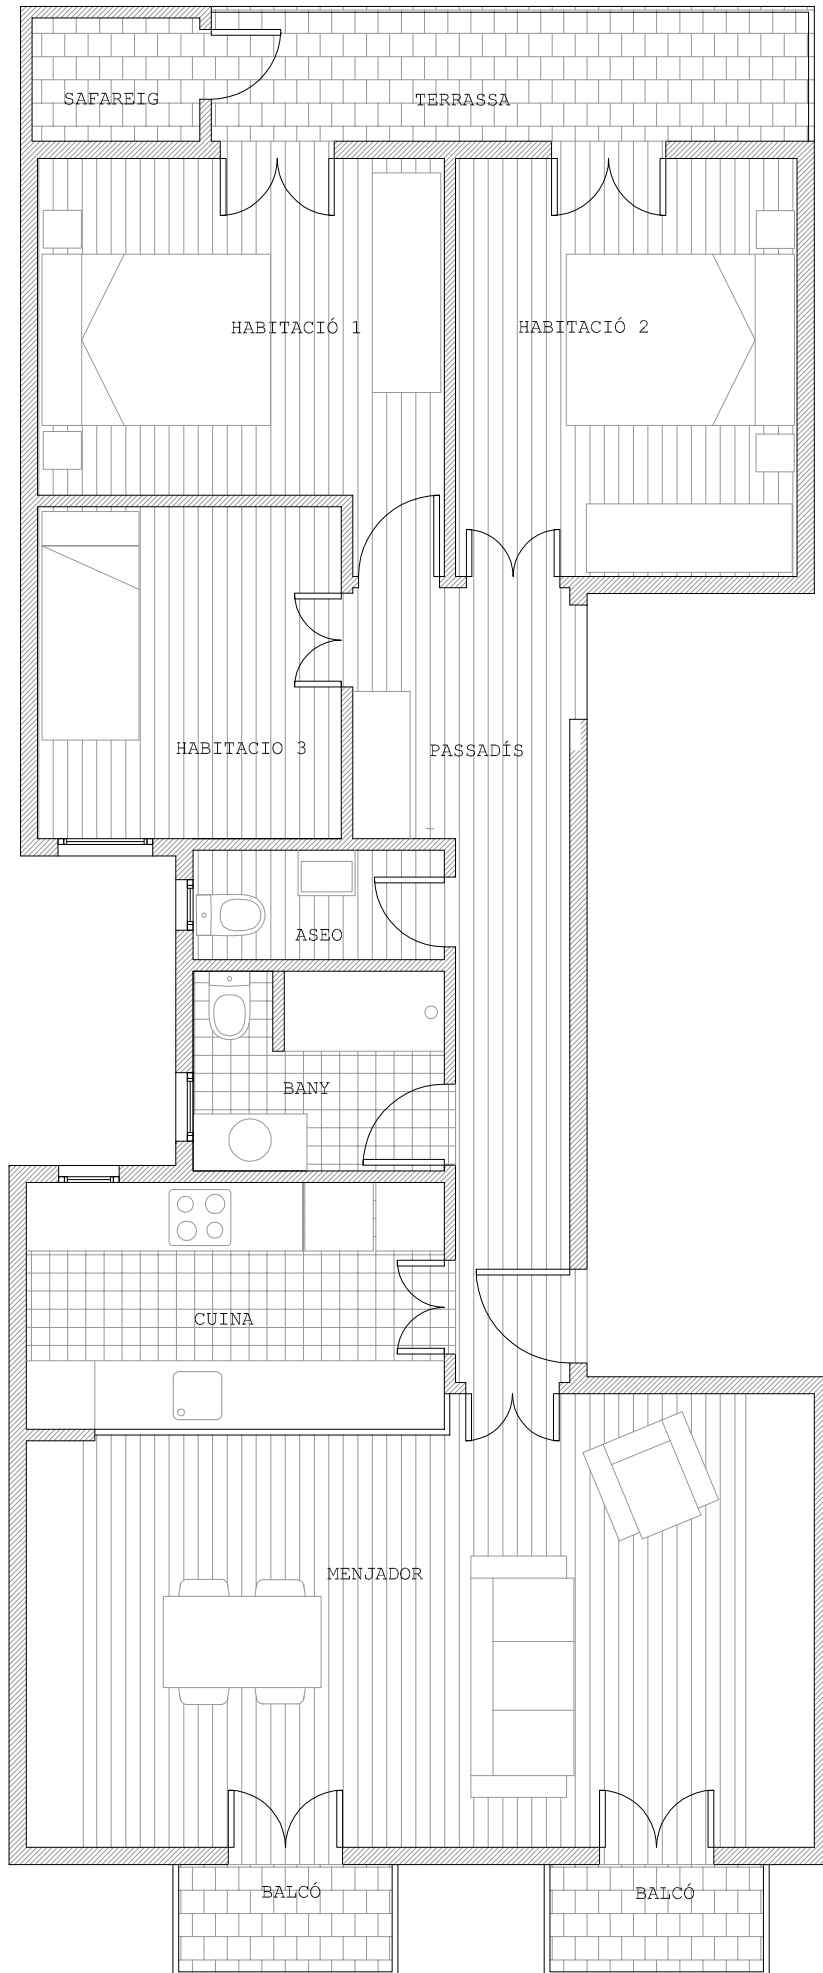 SAFAREIG
TERRASSA
HABITACIÓ 1
HABITACIÓ 2
HABITACIO 3
PASSADÍS
ASEO
BANY
CUINA
MENJADOR
BALCÓ
BALCÓ